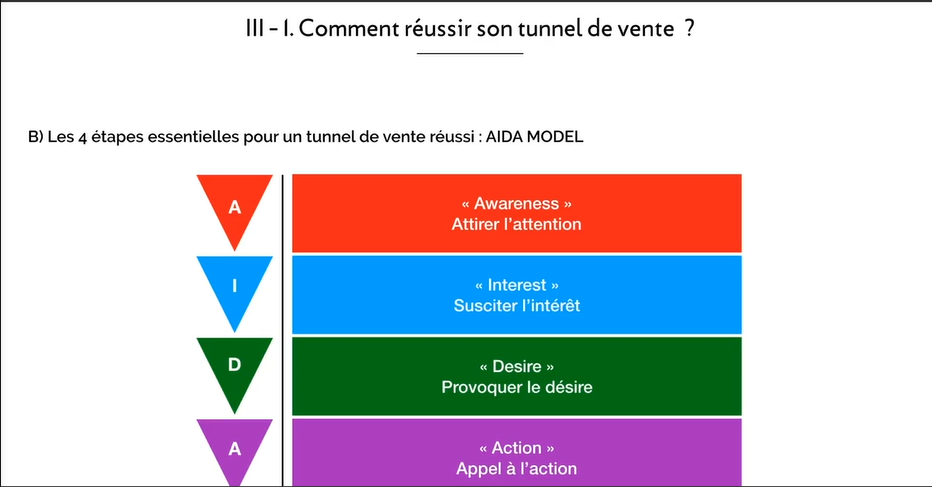 III – 1. Comment réussir son tunnel de vente ?
B) Les 4 étapes essentielles pour un tunnel de vente réussi : AIDA MODEL
A
« Awareness »
Attirer l'attention
I
« Interest »
Susciter l'intérêt
D
« Desire »
Provoquer le désire
A
« Action »
Appel à l'action